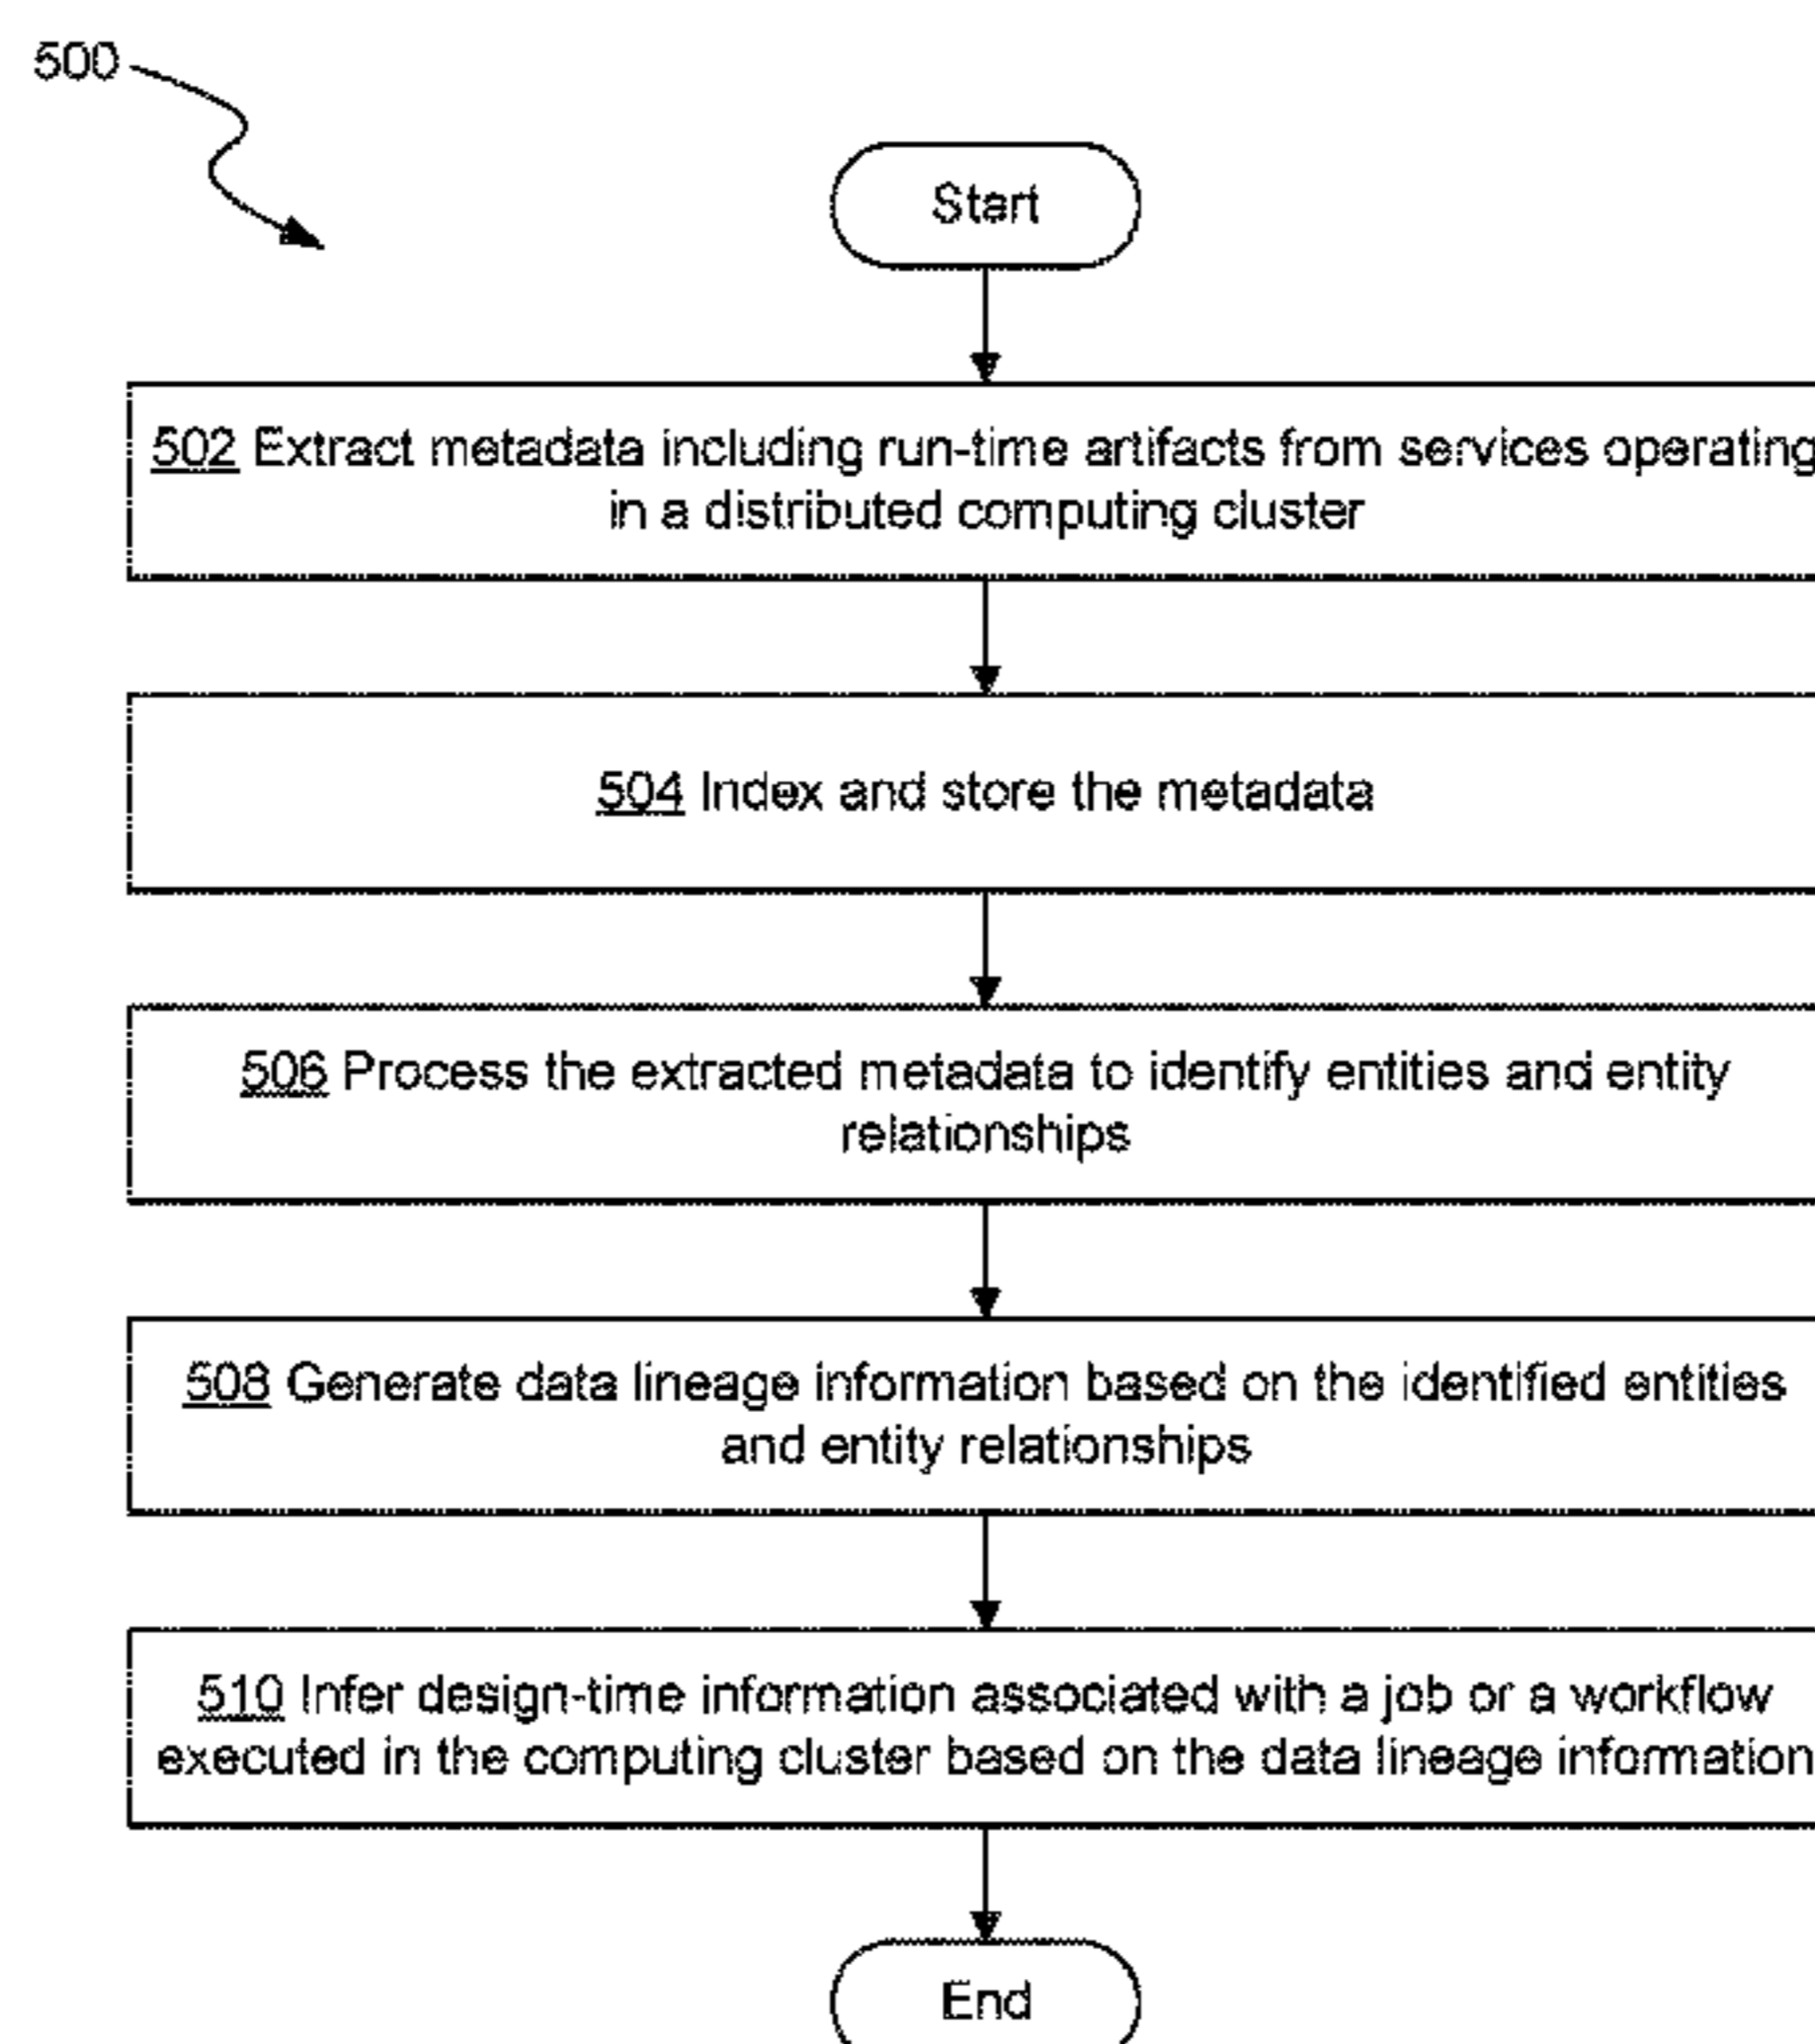 500
Start
502 Extract metadata including run-time artifacts from services operating
in a distributed computing cluster
504 Index and store the metadata
506 Process the extracted metadata to identify entities and entity
relationships
508 Generate data lineage information based on the identified entities
and entity relationships
510 Infer design-time information associated with a job or a workflow
executed in the computing cluster based on the data lineage information
End